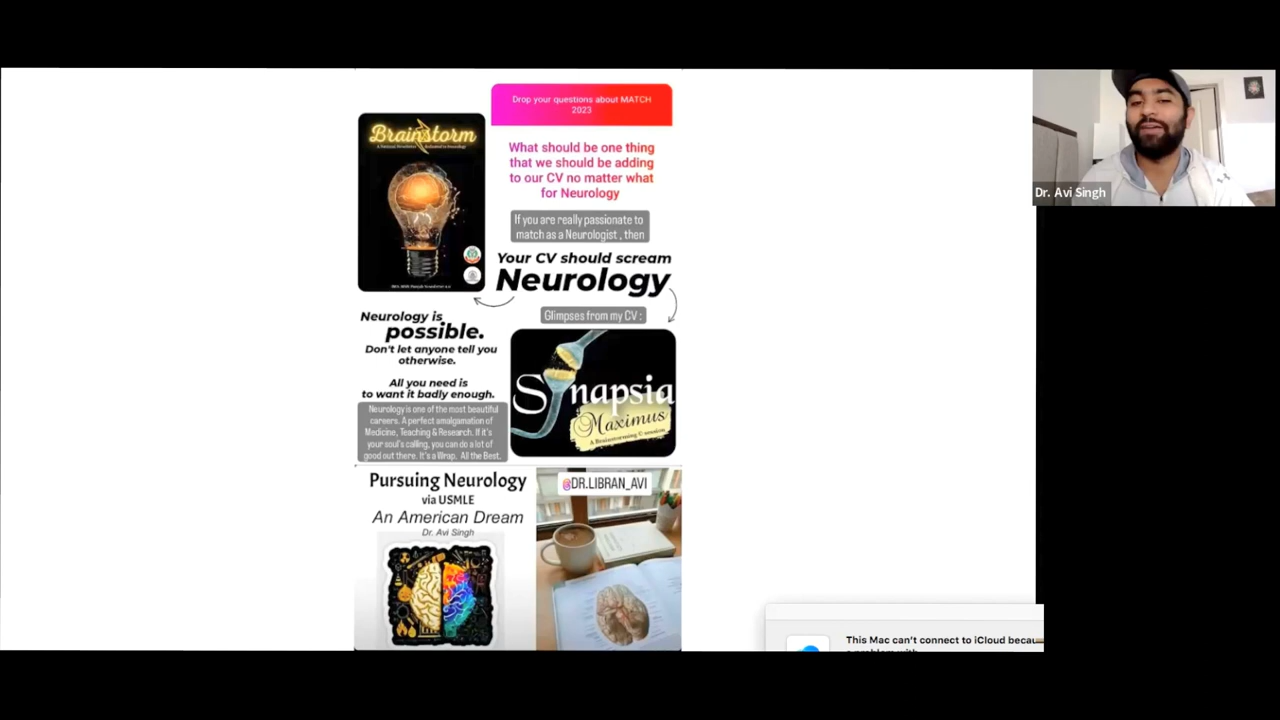 Drop your questions about MATCH
2023
Brainstorm
What should be one thing
that we should be adding
to our CV no matter what
for Neurology
If you are really passionate to
match as a Neurologist , then
Your CV should scream
Neurology
Glimpses from my CV :
Neurology is
possible.
Don't let anyone tell you
otherwise.
All you need is
to want it badly enough.
Neurology is one of the most beautiful
careers. A perfect amalgamation of
Medicine, Teaching & Research. If it's
your soul's calling, you can do a lot of
good out there. It's a Wrap. All the Best.
Synapsia
Maximus
A Brainstorming session
Pursuing Neurology
via USMLE
An American Dream
Dr. Avi Singh
@DR.LIBRAN_AVI
Dr. Avi Singh
This Mac can't connect to iCloud becau